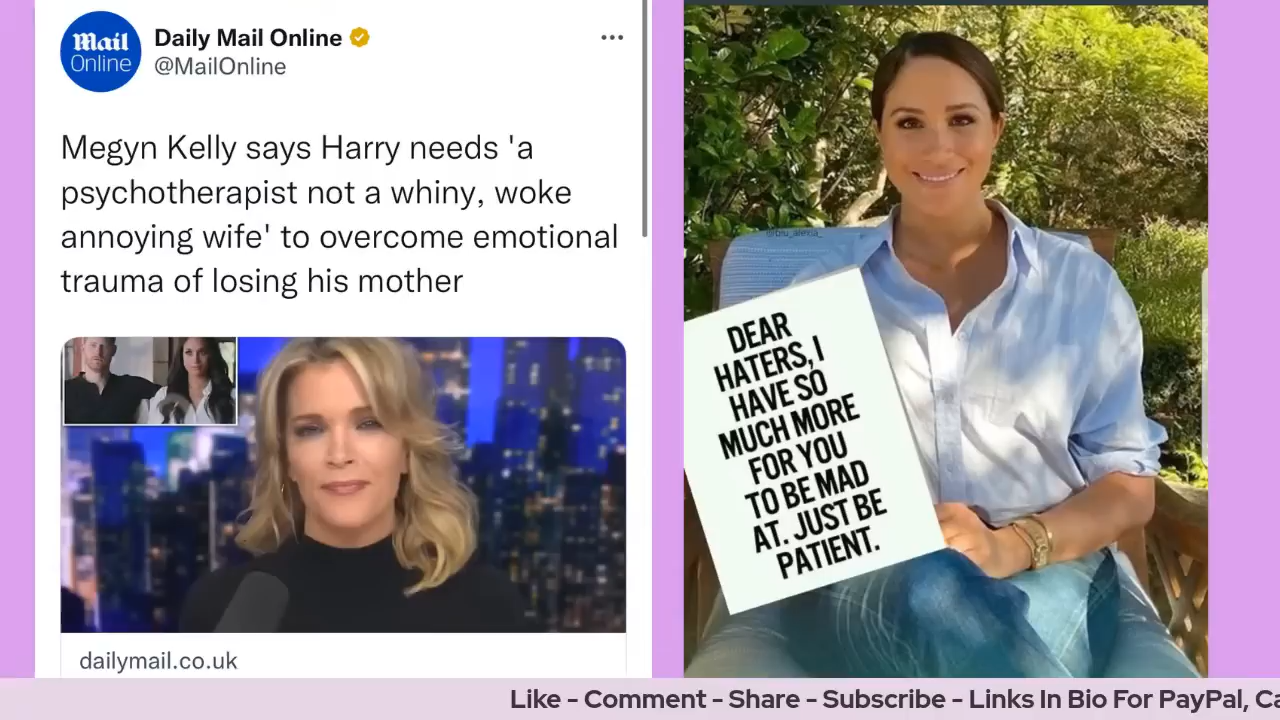 Mail
Online
Daily Mail Online
@MailOnline
Megyn Kelly says Harry needs 'a
psychotherapist not a whiny, woke
annoying wife' to overcome emotional
trauma of losing his mother
dailymail.co.uk
DEAR
HATERS, I
HAVE SO
MUCH MORE
FOR YOU
TO BE MAD
AT. JUST BE
PATIENT.
Like - Comment - Share - Subscribe - Links In Bio For PayPal,